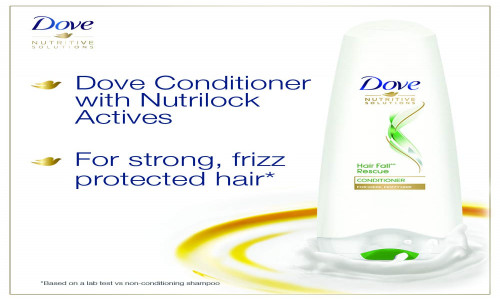 Dove
NUTRITIVE
SOLUTIONS
Dove Conditioner
with Nutrilock
Actives
For strong, frizz
protected hair*
Dove
NUTRITIVE
SOLUTIONS
Hair Fall**
Rescue
CONDITIONER
*Based on a lab test vs non-conditioning shampoo